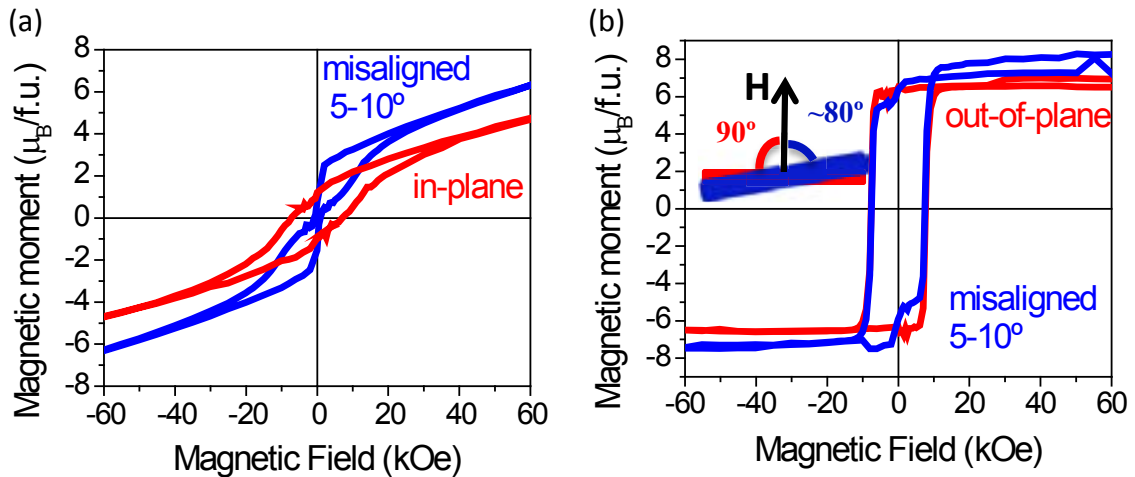 (a)
Magnetic moment (μB/f.u.)
8
6
4
2
0
-2
-4
-6
-8
misaligned
5-10º
in-plane
-60 -40 -20 0 20 40 60
Magnetic Field (kOe)
(b)
Magnetic moment (μB/f.u.)
8
6
4
2
0
-2
-4
-6
-8
H
90º
~80º
out-of-plane
misaligned
5-10º
-60 -40 -20 0 20 40 60
Magnetic Field (kOe)